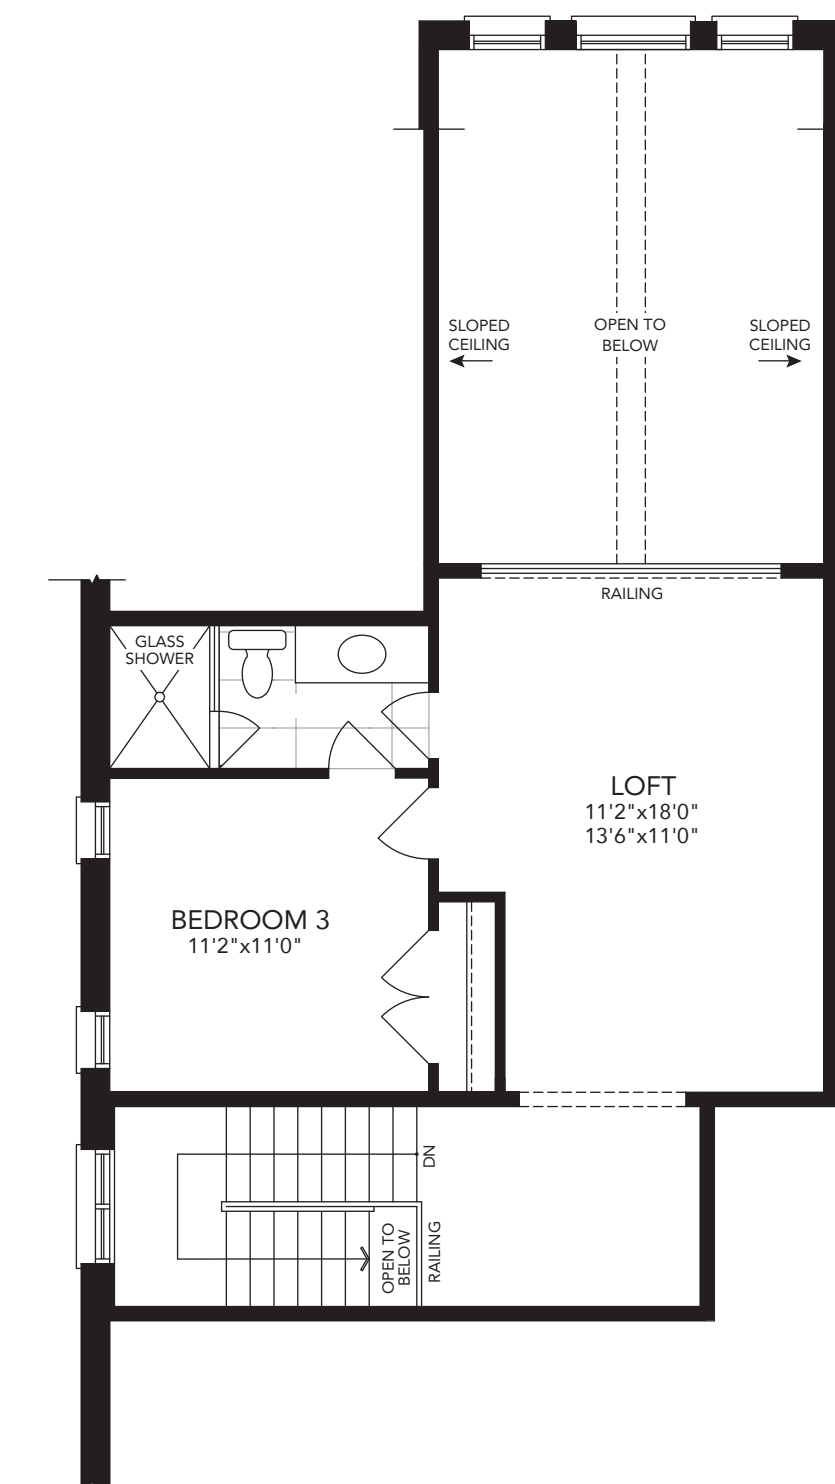 SLOPED
CEILING
OPEN TO
BELOW
SLOPED
CEILING
RAILING
GLASS
SHOWER
LOFT
11'2"x18'0"
13'6"x11'0"
BEDROOM 3
11'2"x11'0"
DN
OPEN TO
BELOW
RAILING